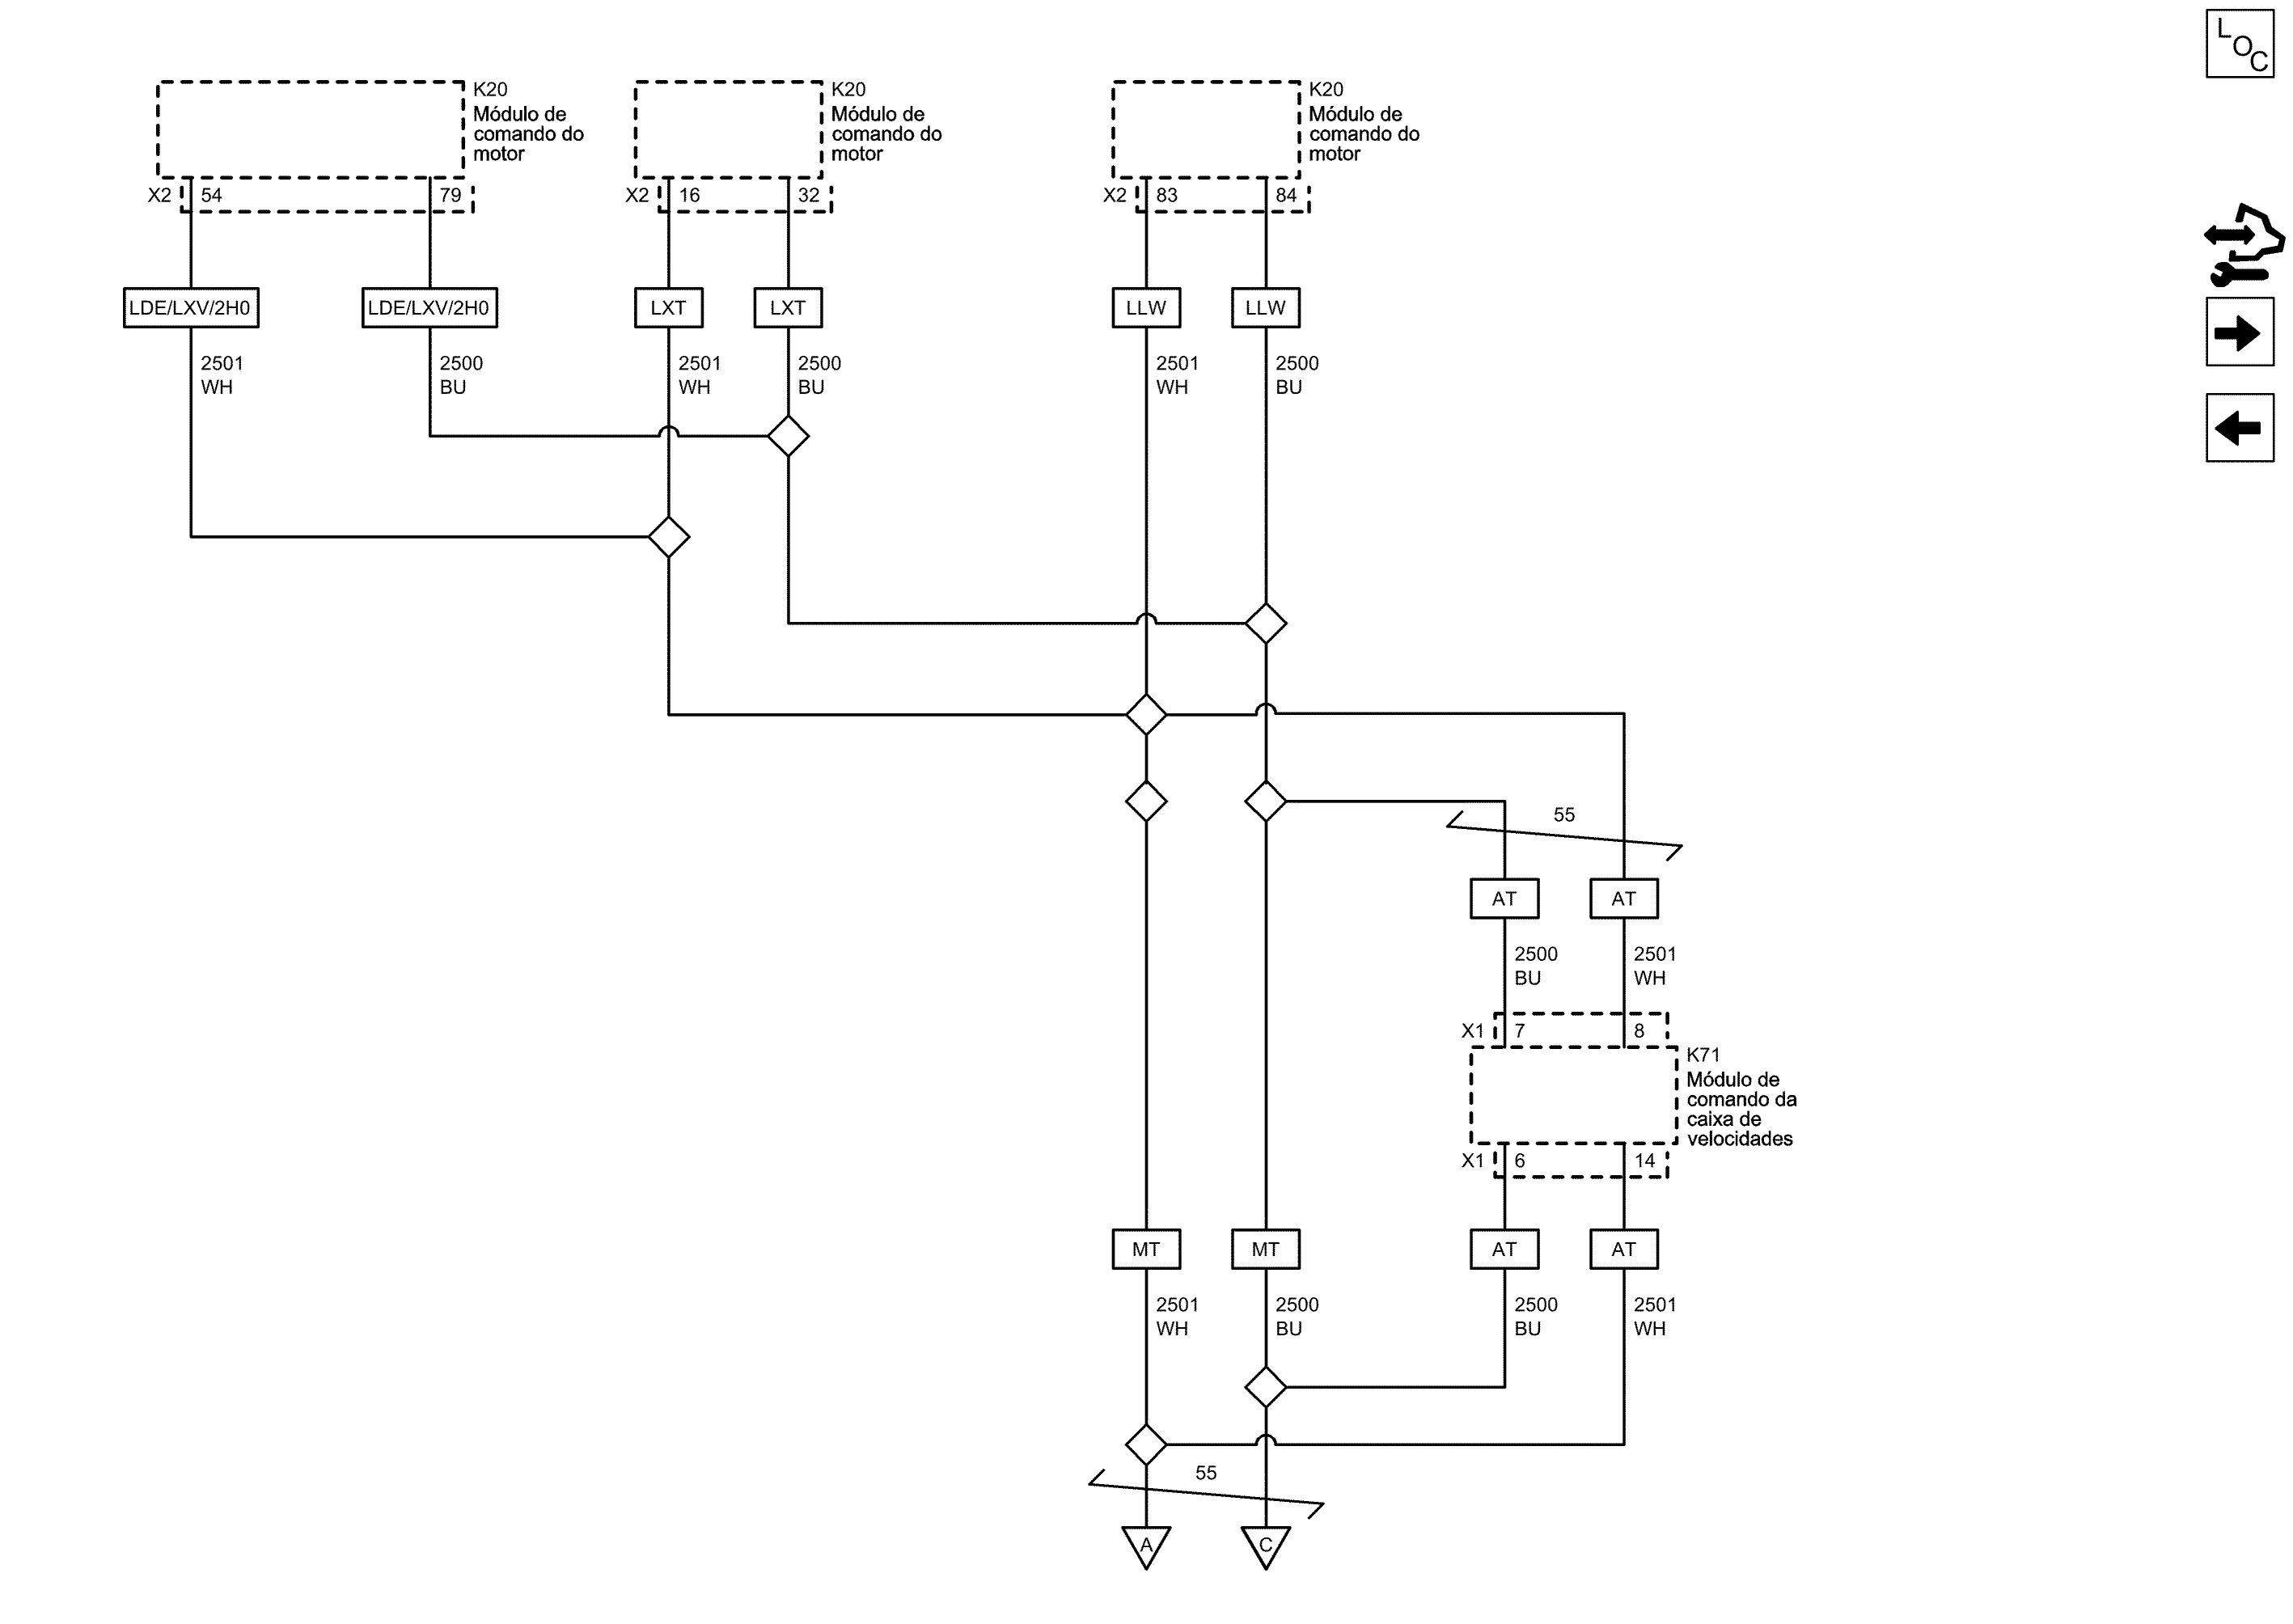 L
O
C
K20
Módulo de
comando do
motor
X2 54 79
K20
Módulo de
comando do
motor
X2 16 32
K20
Módulo de
comando do
motor
X2 83 84
LDE/LXV/2H0
LDE/LXV/2H0
LXT
LXT
LLW
LLW
2501
WH
2500
BU
2501
WH
2500
BU
2501
WH
2500
BU
55
AT
AT
2500
BU
2501
WH
X1 7 8
K71
Módulo de
comando da
caixa de
velocidades
X1 6 14
MT
MT
AT
AT
2501
WH
2500
BU
2500
BU
2501
WH
55
A
C